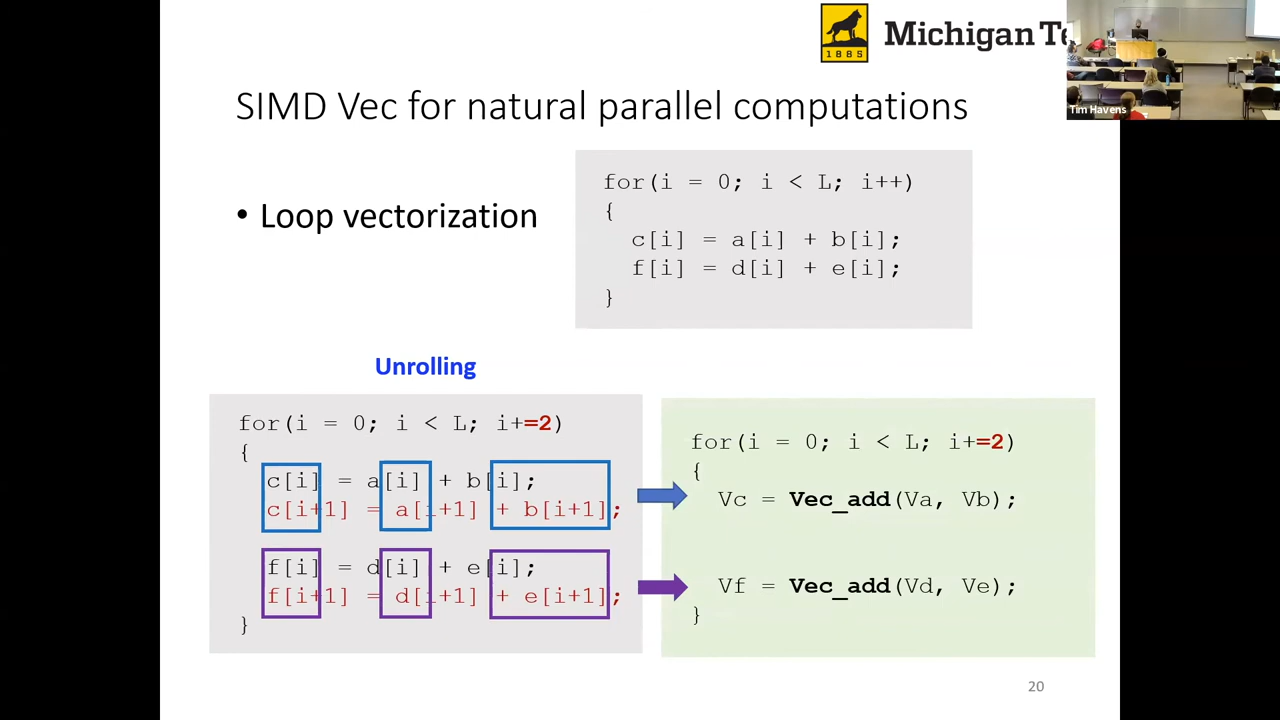 1885
Michigan Te
Tim Havens
SIMD Vec for natural parallel computations
• Loop vectorization
for(i = 0; i < L; i++)
{
c[i] = a[i] + b[i];
f[i] = d[i] + e[i];
}
Unrolling
for(i = 0; i < L; i+=2)
{
c[i] = a[i] + b[i];
c[i+1] = a[i+1] + b[i+1];
f[i] = d[i] + e[i];
f[i+1] = d[i+1] + e[i+1];
}
for(i = 0; i < L; i+=2)
{
Vc = Vec_add(Va, Vb);
Vf = Vec_add(Vd, Ve);
}
20